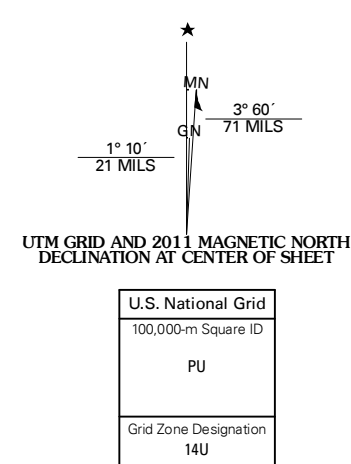 ★
MN
GN
3° 60´
71 MILS
1° 10´
21 MILS
UTM GRID AND 2011 MAGNETIC NORTH
DECLINATION AT CENTER OF SHEET
U.S. National Grid
100,000-m Square ID
PU
Grid Zone Designation
14U